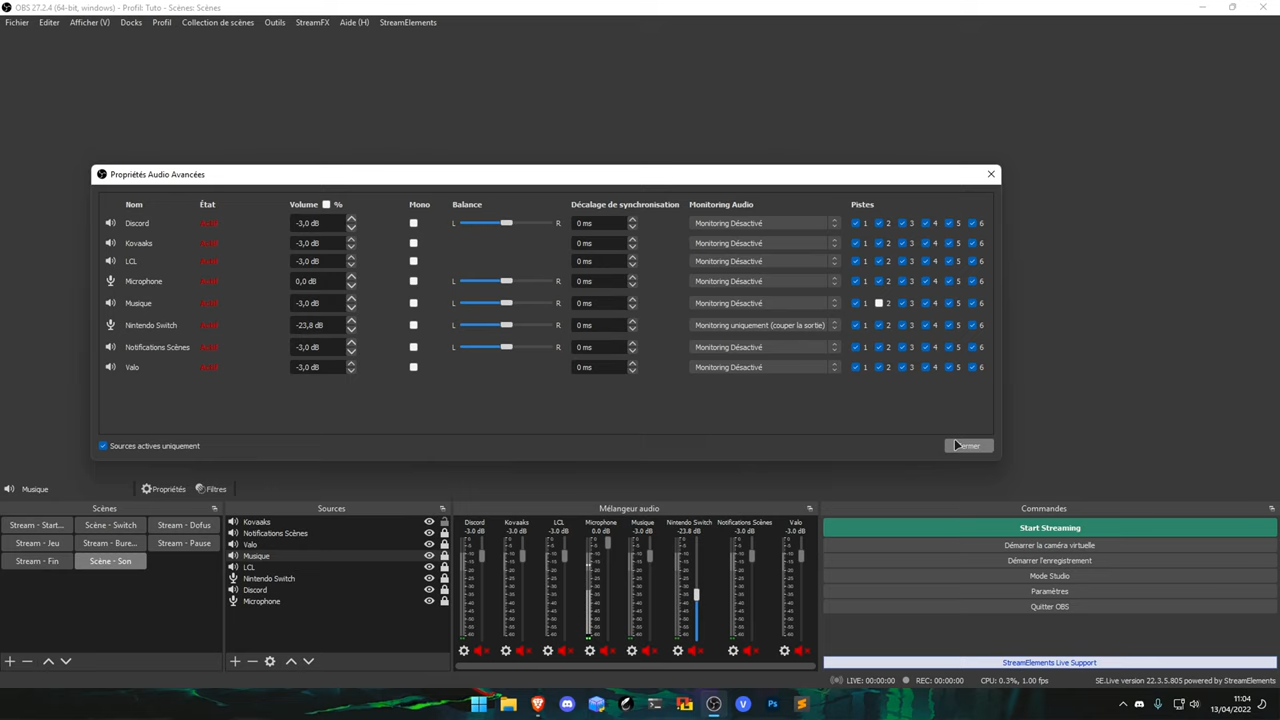 OBS 27.2.4 (64-bit, windows) - Profil: Tuto - Scènes: Scènes
Fichier Editer Afficher (V) Docks Profil Collection de scènes Outils StreamFX Aide (H) StreamElements
Propriétés Audio Avancées
Nom État Volume % Mono Balance Décalage de synchronisation Monitoring Audio Pistes
Discord -3,0 dB L R 0 ms Monitoring Désactivé 1 2 3 4 5 6
Kovaaks -3,0 dB 0 ms Monitoring Désactivé 1 2 3 4 5 6
LCL -3,0 dB 0 ms Monitoring Désactivé 1 2 3 4 5 6
Microphone 0,0 dB L R 0 ms Monitoring Désactivé 1 2 3 4 5 6
Musique -3,0 dB L R 0 ms Monitoring Désactivé 1 2 3 4 5 6
Nintendo Switch -23,8 dB L R 0 ms Monitoring uniquement (couper la sortie) 1 2 3 4 5 6
Notifications Scènes -3,0 dB L R 0 ms Monitoring Désactivé 1 2 3 4 5 6
Valo -3,0 dB 0 ms Monitoring Désactivé 1 2 3 4 5 6
Sources actives uniquement
Musique Propriétés Filtres
Scènes Sources Mélangeur audio Commandes
Stream - Start... Scène - Switch Stream - Dofus
Stream - Jeu Stream - Bure... Stream - Pause
Stream - Fin Scène - Son
Kovaaks
Notifications Scènes
Valo
Musique
LCL
Nintendo Switch
Discord
Microphone
Discord Kovaaks LCL Microphone Musique Nintendo Switch Notifications Scènes Valo
-3.0 dB -3.0 dB -3.0 dB 0.0 dB -3.0 dB -23.8 dB -3.0 dB -3.0 dB
Start Streaming
Démarrer la caméra virtuelle
Démarrer l'enregistrement
Mode Studio
Paramètres
Quitter OBS
StreamElements Live Support
LIVE: 00:00:00 REC: 00:00:00 CPU: 0.3%, 1.00 fps SE.Live version 22.3.5.805 powered by StreamElements
11:04
13/04/2022